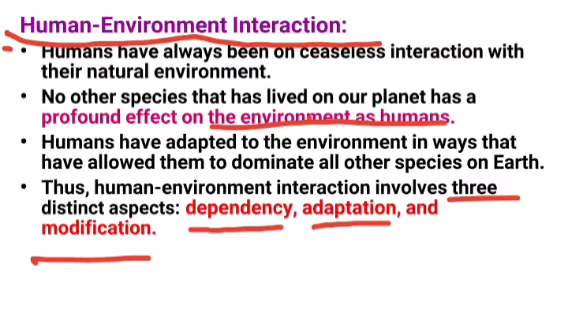 Human-Environment Interaction:
• Humans have always been on ceaseless interaction with
their natural environment.
• No other species that has lived on our planet has a
profound effect on the environment as humans.
• Humans have adapted to the environment in ways that
have allowed them to dominate all other species on Earth.
• Thus, human-environment interaction involves three
distinct aspects: dependency, adaptation, and
modification.